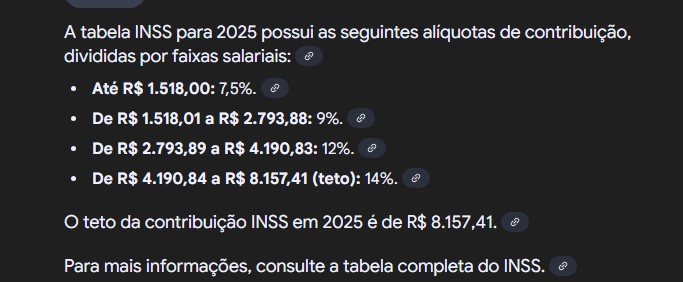 A tabela INSS para 2025 possui as seguintes alíquotas de contribuição,
divididas por faixas salariais:
• Até R$ 1.518,00: 7,5%.
• De R$ 1.518,01 a R$ 2.793,88: 9%.
• De R$ 2.793,89 a R$ 4.190,83: 12%.
• De R$ 4.190,84 a R$ 8.157,41 (teto): 14%.
O teto da contribuição INSS em 2025 é de R$ 8.157,41.
Para mais informações, consulte a tabela completa do INSS.